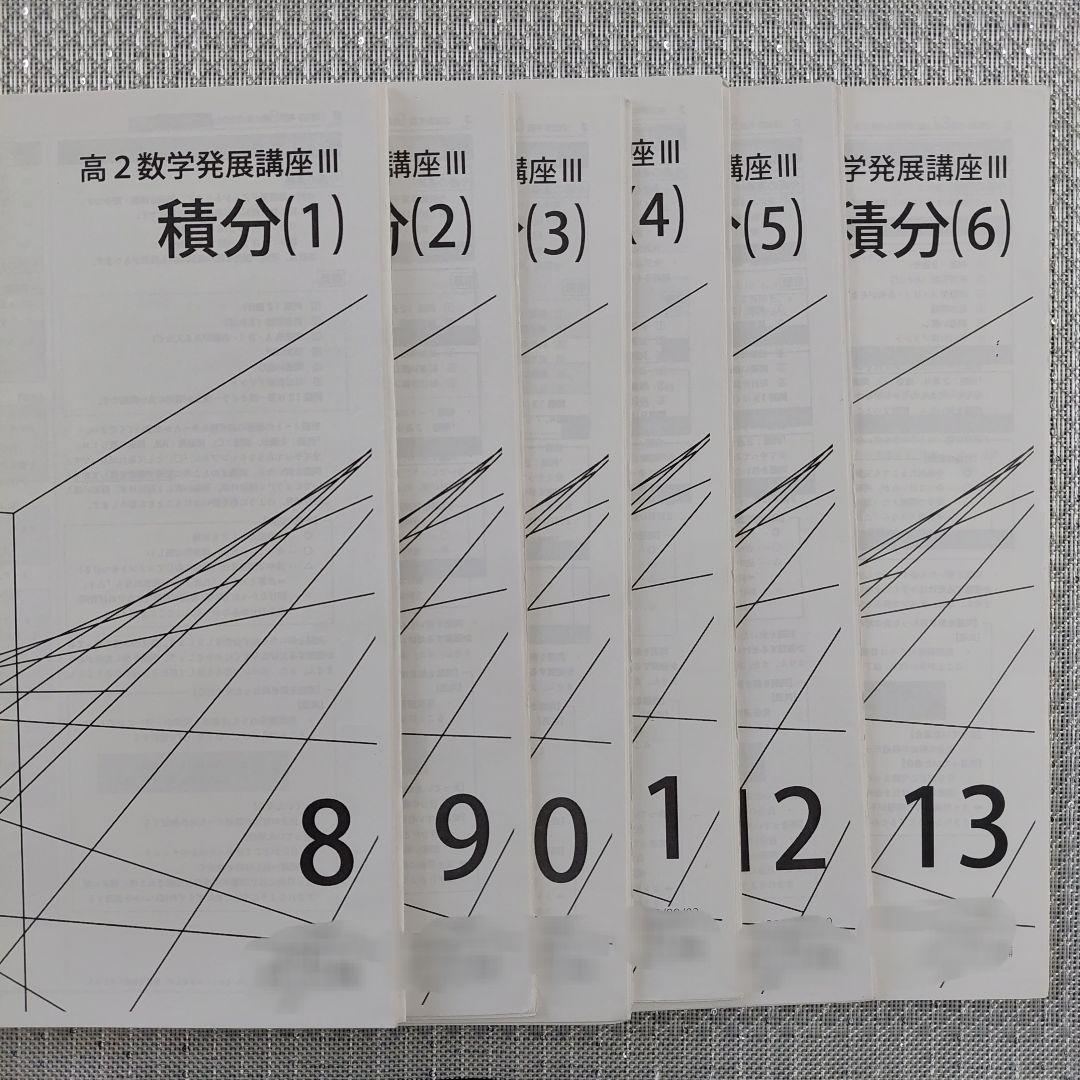 高2数学発展講座Ⅲ
積分(1)
8
講座Ⅲ
分(2)
9
講座Ⅲ
(3)
0
座Ⅲ
(4)
1
講座Ⅲ
(5)
12
学発展講座Ⅲ
積分(6)
13